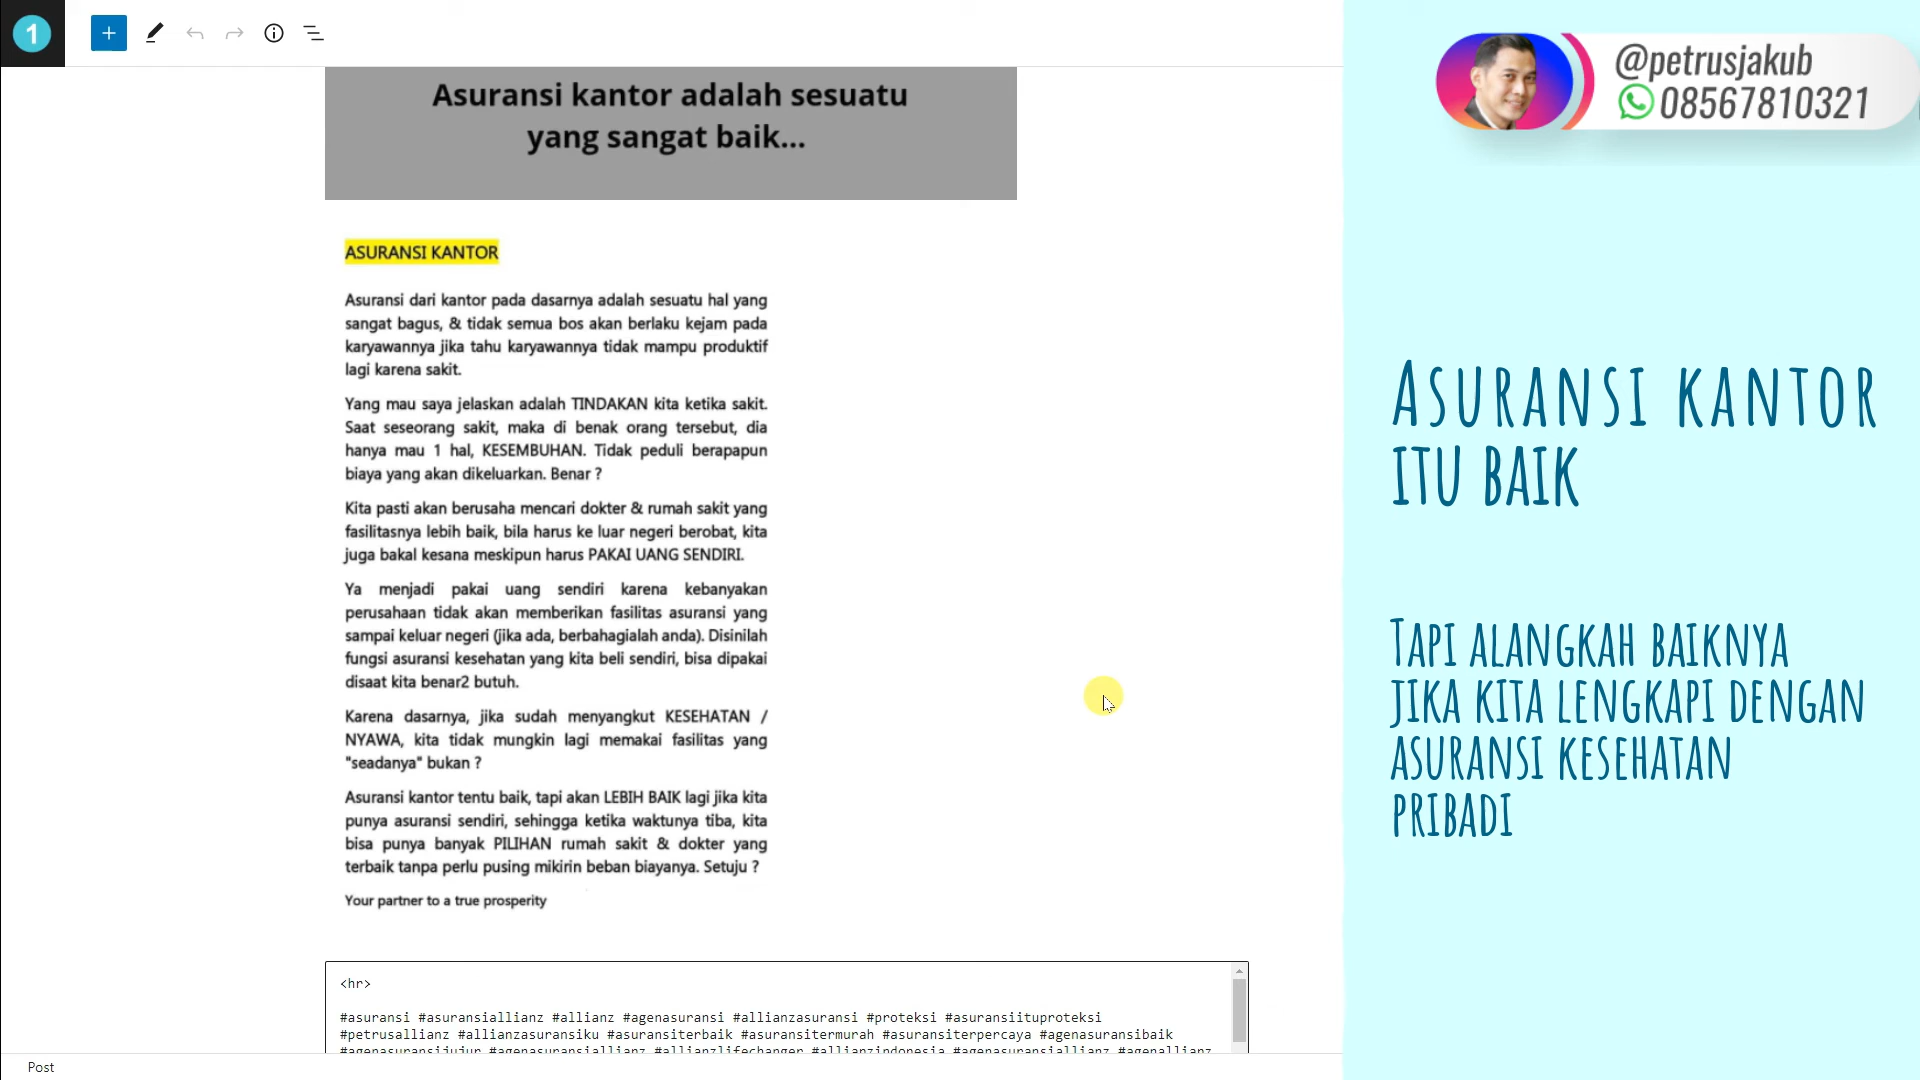 1
Asuransi kantor adalah sesuatu
yang sangat baik...
ASURANSI KANTOR
Asuransi dari kantor pada dasarnya adalah sesuatu hal yang
sangat bagus, & tidak semua bos akan berlaku kejam pada
karyawannya jika tahu karyawannya tidak mampu produktif
lagi karena sakit.
Yang mau saya jelaskan adalah TINDAKAN kita ketika sakit.
Saat seseorang sakit, maka di benak orang tersebut, dia
hanya mau 1 hal, KESEMBUHAN. Tidak peduli berapapun
biaya yang akan dikeluarkan. Benar ?
Kita pasti akan berusaha mencari dokter & rumah sakit yang
fasilitasnya lebih baik, bila harus ke luar negeri berobat, kita
juga bakal kesana meskipun harus PAKAI UANG SENDIRI.
Ya menjadi pakai uang sendiri karena kebanyakan
perusahaan tidak akan memberikan fasilitas asuransi yang
sampai keluar negeri (jika ada, berbahagialah anda). Disinilah
fungsi asuransi kesehatan yang kita beli sendiri, bisa dipakai
disaat kita benar2 butuh.
Karena dasarnya, jika sudah menyangkut KESEHATAN /
NYAWA, kita tidak mungkin lagi memakai fasilitas yang
"seadanya" bukan ?
Asuransi kantor tentu baik, tapi akan LEBIH BAIK lagi jika kita
punya asuransi sendiri, sehingga ketika waktunya tiba, kita
bisa punya banyak PILIHAN rumah sakit & dokter yang
terbaik tanpa perlu pusing mikirin beban biayanya. Setuju ?
Your partner to a true prosperity
<hr>
#asuransi #asuransiallianz #allianz #agenasuransi #allianzasuransi #proteksi #asuransiituproteksi
#petrusallianz #allianzasuransiku #asuransiterbaik #asuransitermurah #asuransiterpercaya #agenasuransibaik
#agenasuransijujur #agenasuransiallianz #allianzlifechanger #allianzindonesia #agenasuransiallianz #agenallianz
Post
@petrusjakub
08567810321
ASURANSI KANTOR
ITU BAIK
TAPI ALANGKAH BAIKNYA
JIKA KITA LENGKAPI DENGAN
ASURANSI KESEHATAN
PRIBADI